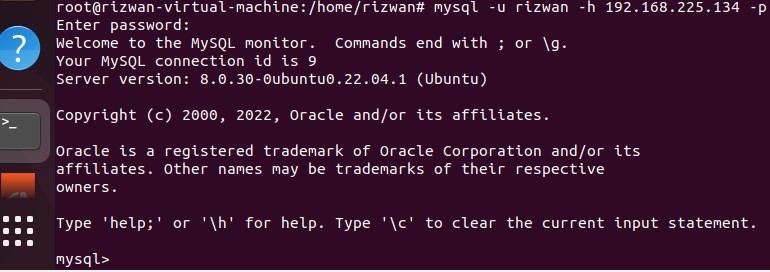 root@rizwan-virtual-machine:/home/rizwan# mysql -u rizwan -h 192.168.225.134 -p
Enter password:
Welcome to the MySQL monitor.  Commands end with ; or \g.
Your MySQL connection id is 9
Server version: 8.0.30-0ubuntu0.22.04.1 (Ubuntu)
Copyright (c) 2000, 2022, Oracle and/or its affiliates.
Oracle is a registered trademark of Oracle Corporation and/or its
affiliates. Other names may be trademarks of their respective
owners.
Type 'help;' or '\h' for help. Type '\c' to clear the current input statement.
mysql>